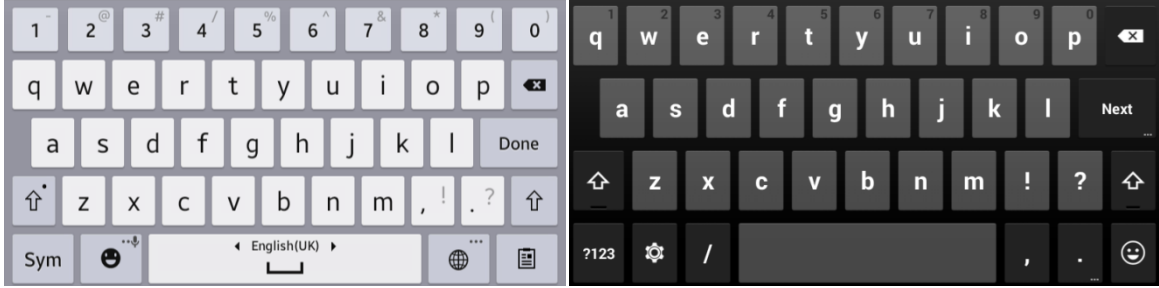 1 - 2 @ 3 # 4 / 5 % 6 ^ 7 & 8 * 9 ( 0 )
q w e r t y u i o p
a s d f g h j k l Done
z x c v b n m , ! . ?
Sym English(UK)
1 2 3 4 5 6 7 8 9 0
q w e r t y u i o p
a s d f g h j k l Next
z x c v b n m ! ?
?123 / , .